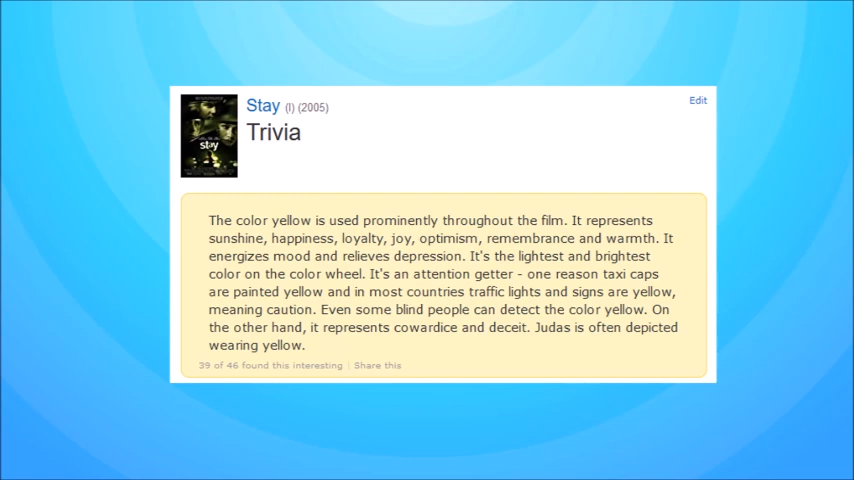 Stay (I) (2005)
Edit
Trivia
stay
The color yellow is used prominently throughout the film. It represents
sunshine, happiness, loyalty, joy, optimism, remembrance and warmth. It
energizes mood and relieves depression. It's the lightest and brightest
color on the color wheel. It's an attention getter - one reason taxi caps
are painted yellow and in most countries traffic lights and signs are yellow,
meaning caution. Even some blind people can detect the color yellow. On
the other hand, it represents cowardice and deceit. Judas is often depicted
wearing yellow.
39 of 46 found this interesting | Share this